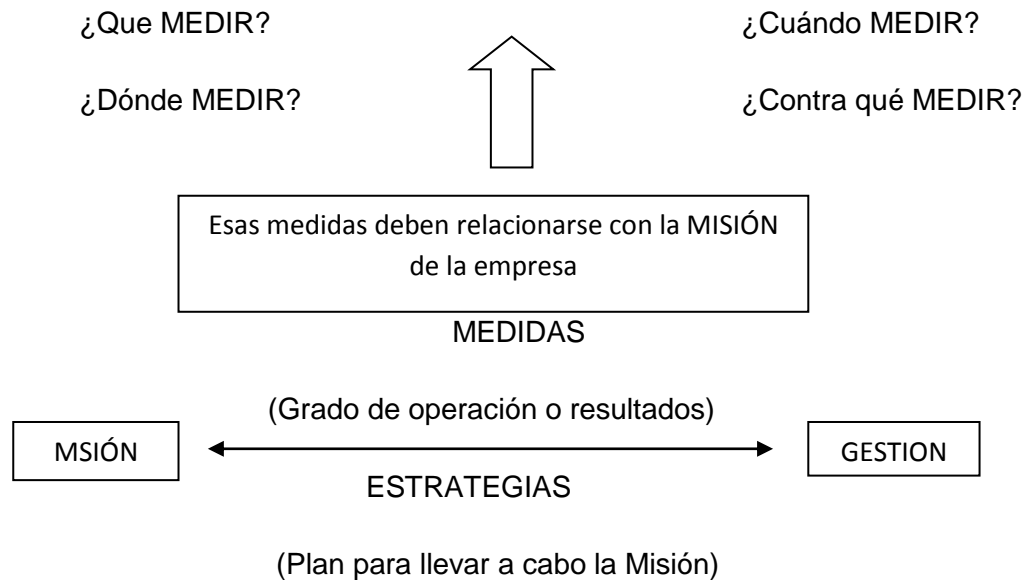 ¿Que MEDIR?
¿Cuándo MEDIR?
¿Dónde MEDIR?
¿Contra qué MEDIR?
Esas medidas deben relacionarse con la MISIÓN
de la empresa
MEDIDAS
(Grado de operación o resultados)
MSIÓN
GESTION
ESTRATEGIAS
(Plan para llevar a cabo la Misión)